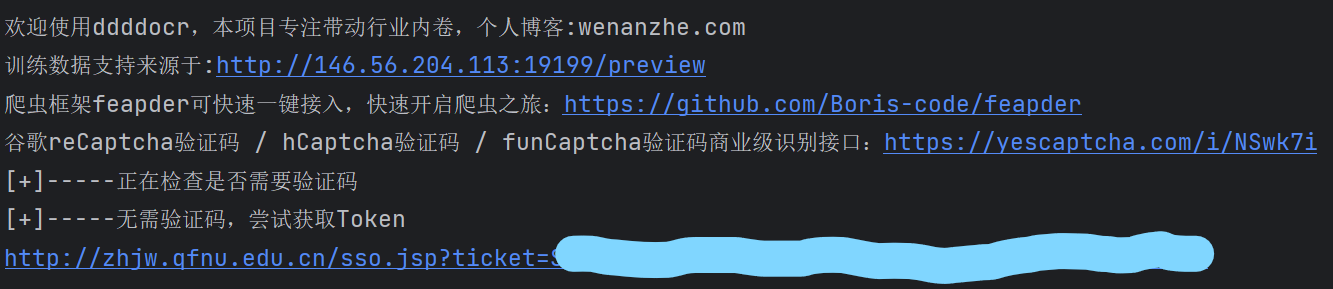 欢迎使用ddddocr，本项目专注带动行业内卷，个人博客:wenanzhe.com
训练数据支持来源于:http://146.56.204.113:19199/preview
爬虫框架feapder可快速一键接入，快速开启爬虫之旅：https://github.com/Boris-code/feapder
谷歌reCaptcha验证码 / hCaptcha验证码 / funCaptcha验证码商业级识别接口：https://yescaptcha.com/i/NSwk7i
[+]-----正在检查是否需要验证码
[+]-----无需验证码，尝试获取Token
http://zhjw.qfnu.edu.cn/sso.jsp?ticket=